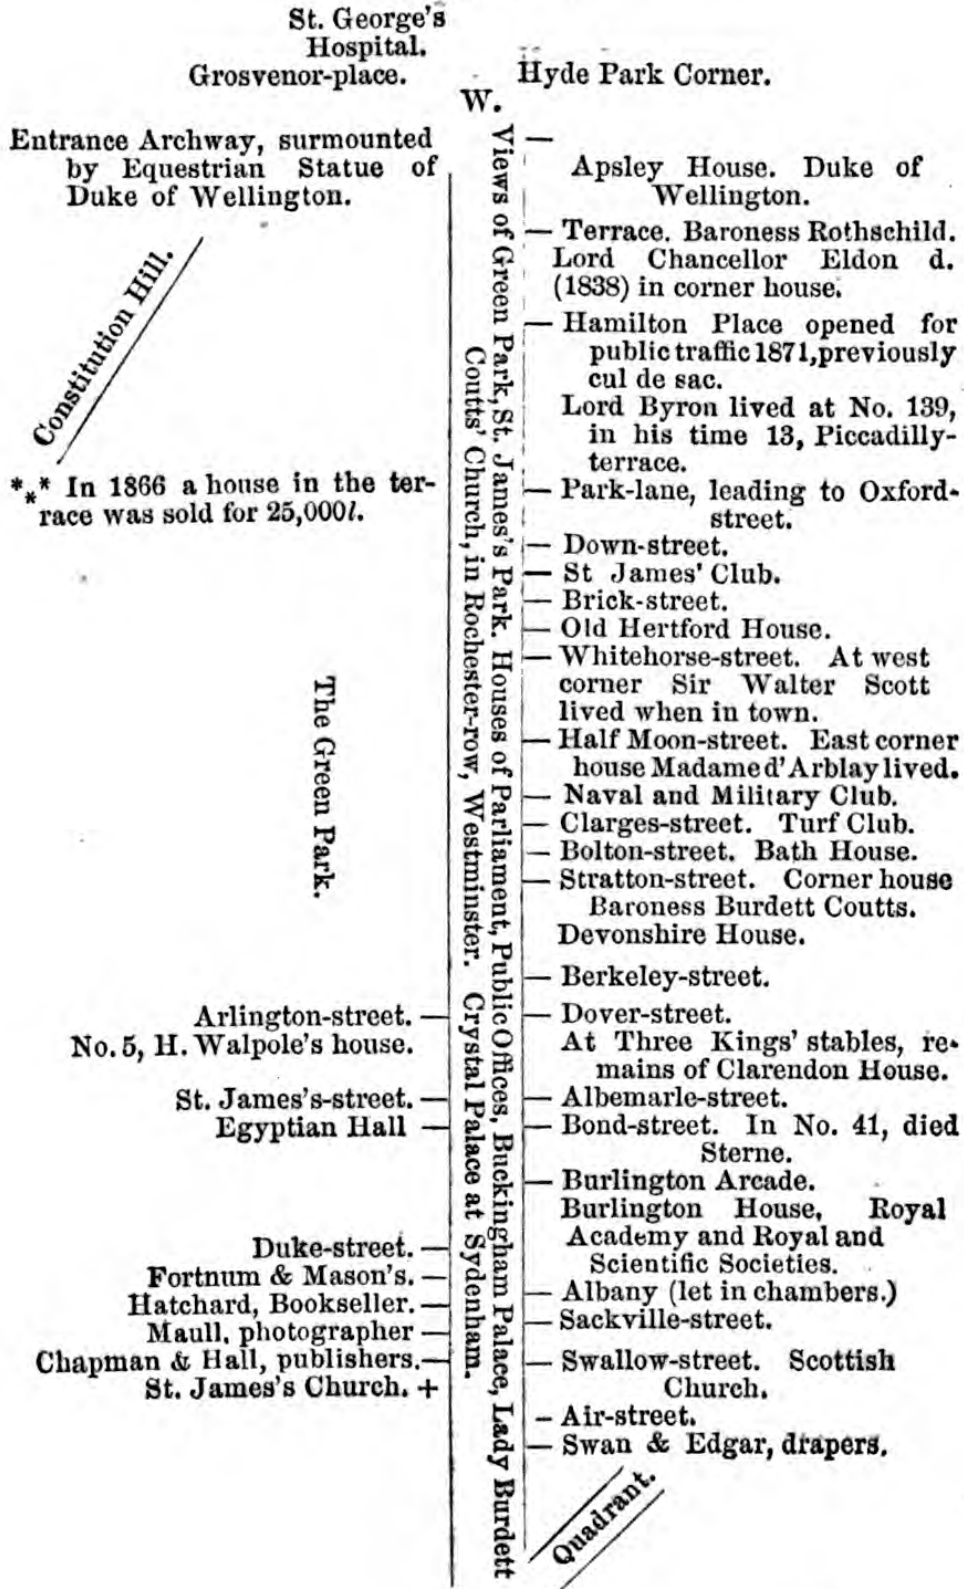 St. George's
Hospital.
Grosvenor-place.
Hyde Park Corner.
W.
Entrance Archway, surmounted
by Equestrian Statue of
Duke of Wellington.
Constitution Hill.
*⁎* In 1866 a house in the ter-
race was sold for 25,000l.
The Green Park.
Arlington-street.
No. 5, H. Walpole's house.
St. James's-street.
Egyptian Hall
Duke-street.
Fortnum & Mason's.
Hatchard, Bookseller.
Maull, photographer
Chapman & Hall, publishers.
St. James's Church. +
Views of Green Park, St. James's Park. Houses of Parliament, Public Offices, Buckingham Palace, Lady Burdett
Coutts' Church, in Rochester-row, Westminster. Crystal Palace at Sydenham.
Apsley House. Duke of
Wellington.
Terrace. Baroness Rothschild.
Lord Chancellor Eldon d.
(1838) in corner house.
Hamilton Place opened for
public traffic 1871, previously
cul de sac.
Lord Byron lived at No. 139,
in his time 13, Piccadilly-
terrace.
Park-lane, leading to Oxford-
street.
Down-street.
St James' Club.
Brick-street.
Old Hertford House.
Whitehorse-street. At west
corner Sir Walter Scott
lived when in town.
Half Moon-street. East corner
house Madame d'Arblay lived.
Naval and Military Club.
Clarges-street. Turf Club.
Bolton-street. Bath House.
Stratton-street. Corner house
Baroness Burdett Coutts.
Devonshire House.
Berkeley-street.
Dover-street.
At Three Kings' stables, re-
mains of Clarendon House.
Albemarle-street.
Bond-street. In No. 41, died
Sterne.
Burlington Arcade.
Burlington House, Royal
Academy and Royal and
Scientific Societies.
Albany (let in chambers.)
Sackville-street.
Swallow-street. Scottish
Church.
Air-street.
Swan & Edgar, drapers.
Quadrant.